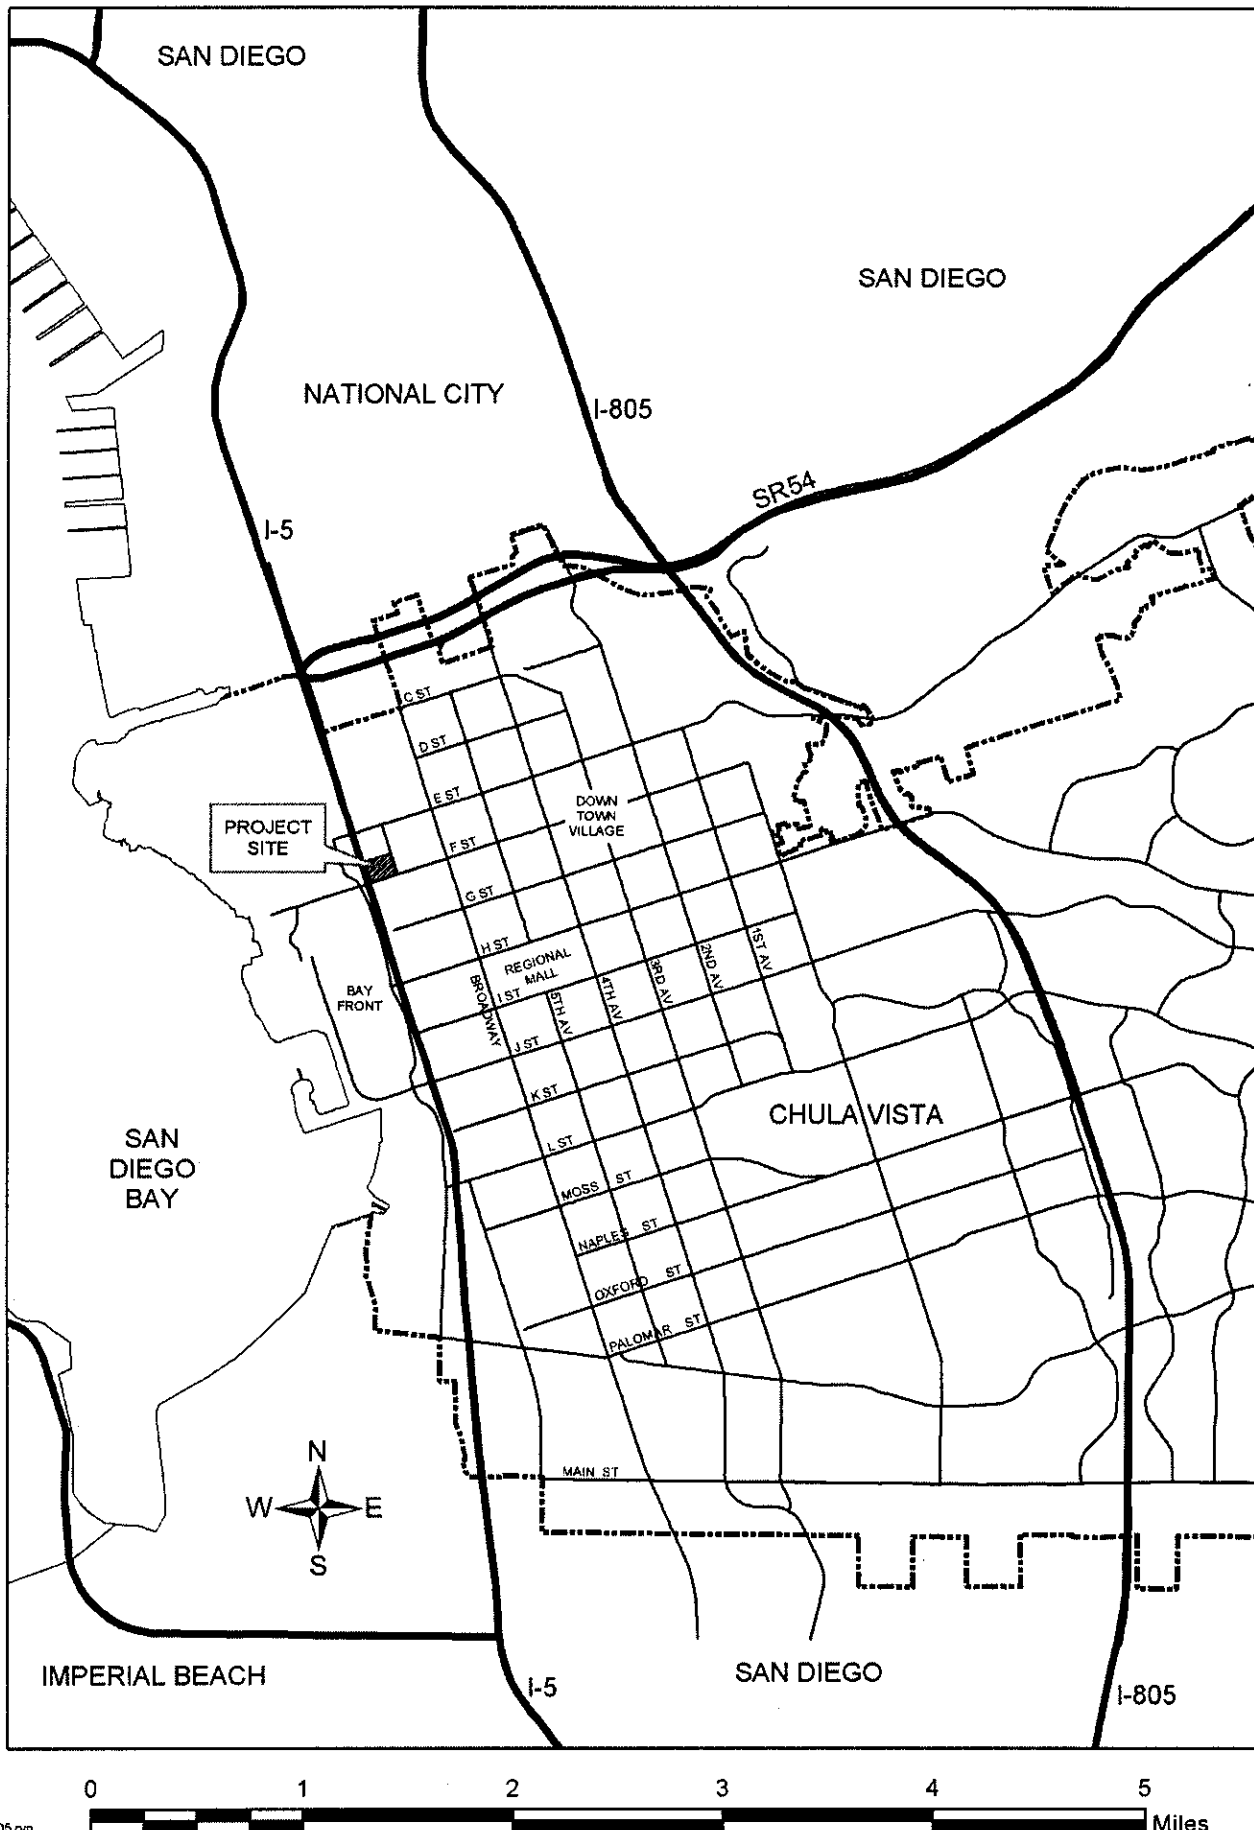 SAN DIEGO
SAN DIEGO
NATIONAL CITY
I-805
SR54
I-5
C ST
D ST
E ST
DOWN
TOWN
VILLAGE
PROJECT
SITE
F ST
G ST
H ST
REGIONAL
MALL
1ST AV
2ND AV
3RD AV
4TH AV
5TH AV
BROADWAY
I ST
BAY
FRONT
J ST
K ST
CHULA VISTA
L ST
SAN
DIEGO
BAY
MOSS ST
NAPLES ST
OXFORD ST
PALOMAR ST
MAIN ST
N
W E
S
IMPERIAL BEACH
SAN DIEGO
I-5
I-805
0 1 2 3 4 5
Miles